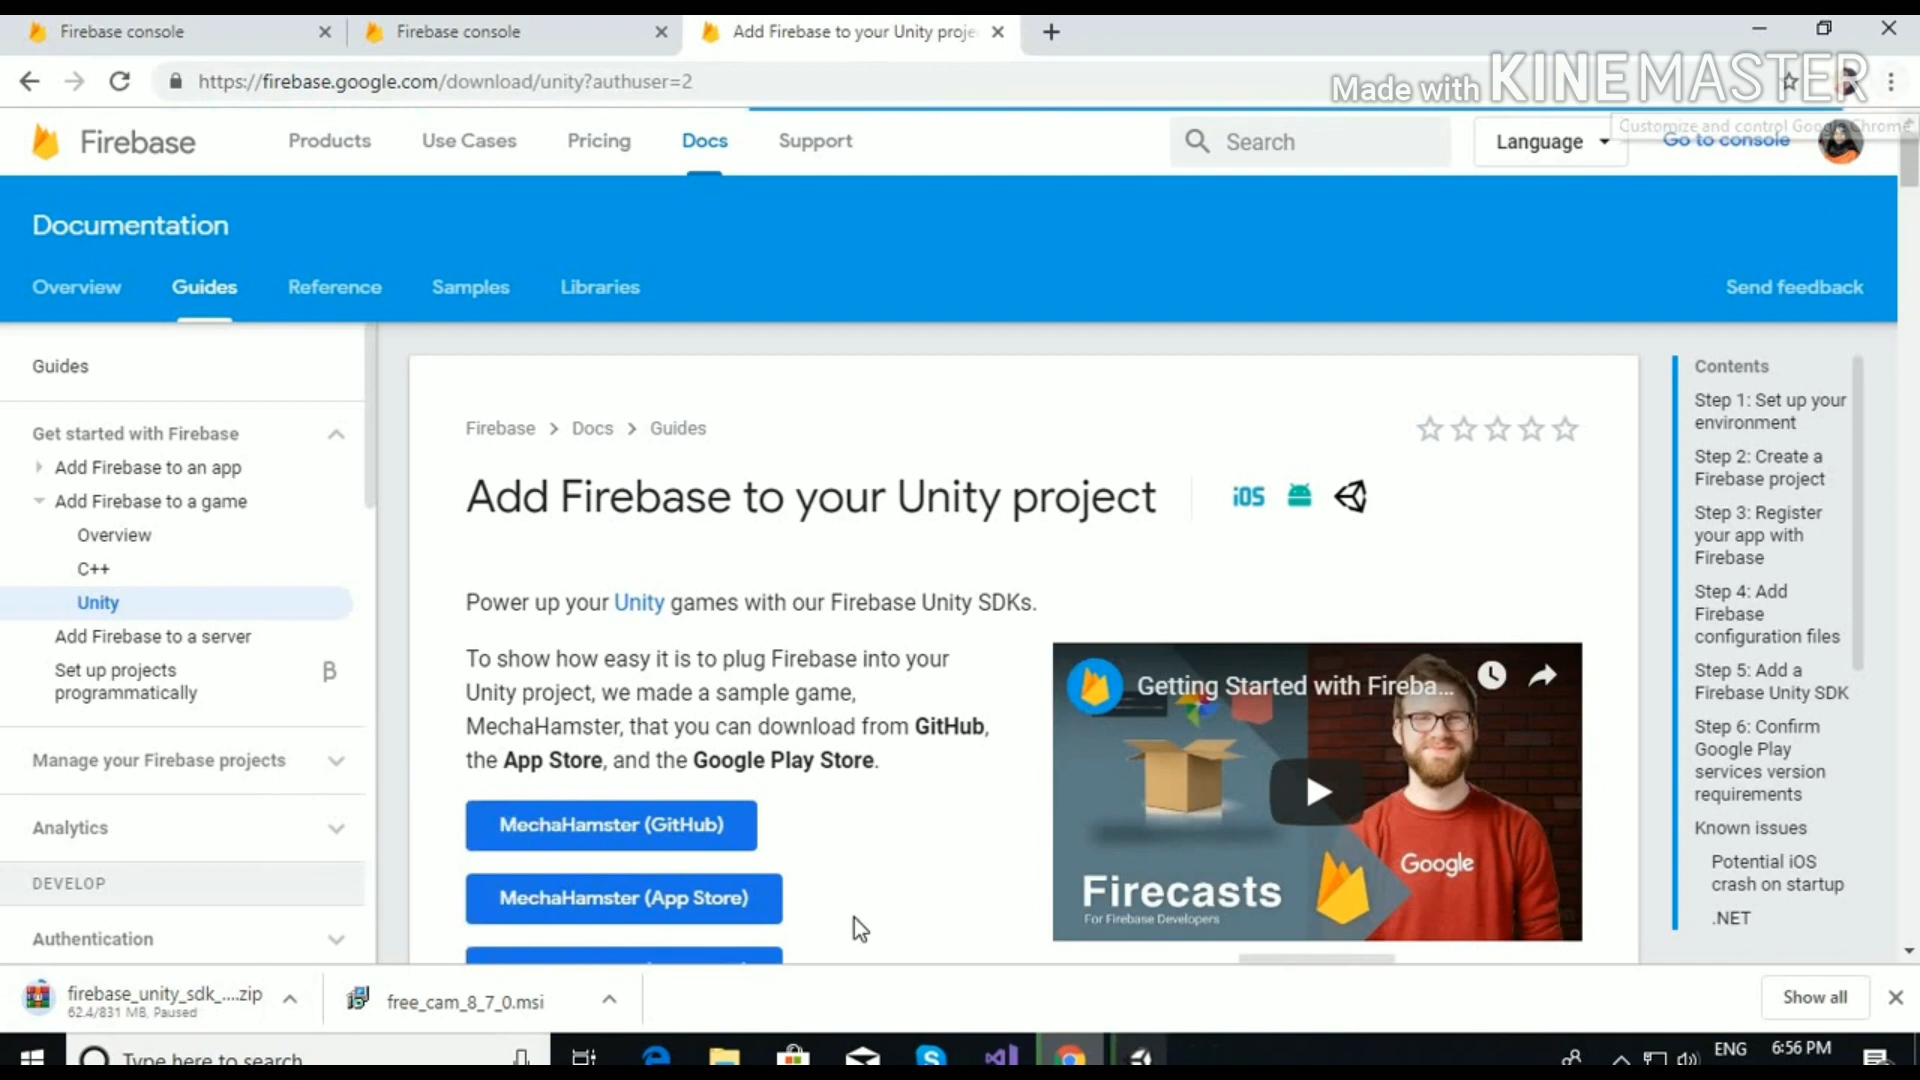 Firebase console
Firebase console
Add Firebase to your Unity proje
https://firebase.google.com/download/unity?authuser=2
Made with KINEMASTER
Customize and control Google Chrome
Firebase
Products
Use Cases
Pricing
Docs
Support
Search
Language
Go to console
Documentation
Overview
Guides
Reference
Samples
Libraries
Send feedback
Guides
Get started with Firebase
Add Firebase to an app
Add Firebase to a game
Overview
C++
Unity
Add Firebase to a server
Set up projects
programmatically
β
Manage your Firebase projects
Analytics
DEVELOP
Authentication
Firebase > Docs > Guides
Add Firebase to your Unity project
iOS
Power up your Unity games with our Firebase Unity SDKs.
To show how easy it is to plug Firebase into your
Unity project, we made a sample game,
MechaHamster, that you can download from GitHub,
the App Store, and the Google Play Store.
MechaHamster (GitHub)
MechaHamster (App Store)
Getting Started with Fireba...
Google
Firecasts
For Firebase Developers
Contents
Step 1: Set up your
environment
Step 2: Create a
Firebase project
Step 3: Register
your app with
Firebase
Step 4: Add
Firebase
configuration files
Step 5: Add a
Firebase Unity SDK
Step 6: Confirm
Google Play
services version
requirements
Known issues
Potential iOS
crash on startup
.NET
firebase_unity_sdk_....zip
62.4/831 MB, Paused
free_cam_8_7_0.msi
Show all
Type here to search
ENG
6:56 PM